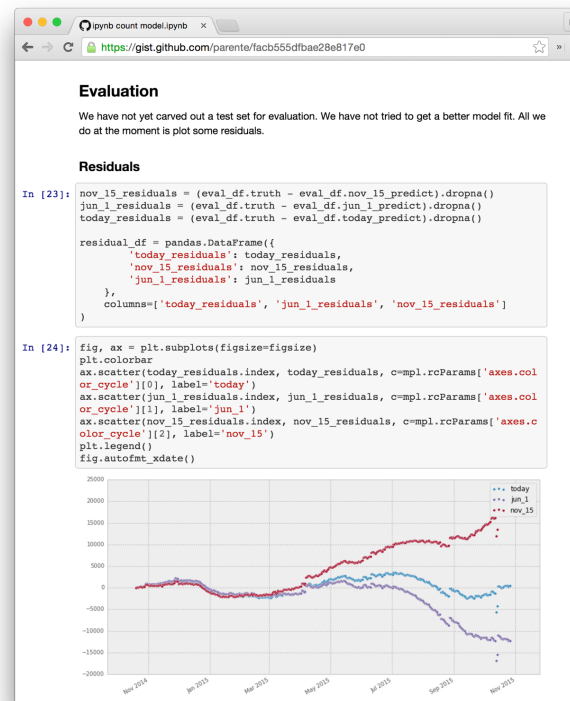 ipynb count model.ipynb ×
https://gist.github.com/parente/facb555dfbae28e817e0 »
Evaluation
We have not yet carved out a test set for evaluation. We have not tried to get a better model fit. All we
do at the moment is plot some residuals.
Residuals
In [23]: nov_15_residuals = (eval_df.truth - eval_df.nov_15_predict).dropna()
jun_1_residuals = (eval_df.truth - eval_df.jun_1_predict).dropna()
today_residuals = (eval_df.truth - eval_df.today_predict).dropna()
residual_df = pandas.DataFrame({
'today_residuals': today_residuals,
'nov_15_residuals': nov_15_residuals,
'jun_1_residuals': jun_1_residuals
},
columns=['today_residuals', 'jun_1_residuals', 'nov_15_residuals']
)
In [24]: fig, ax = plt.subplots(figsize=figsize)
plt.colorbar
ax.scatter(today_residuals.index, today_residuals, c=mpl.rcParams['axes.col
or_cycle'][0], label='today')
ax.scatter(jun_1_residuals.index, jun_1_residuals, c=mpl.rcParams['axes.col
or_cycle'][1], label='jun_1')
ax.scatter(nov_15_residuals.index, nov_15_residuals, c=mpl.rcParams['axes.c
olor_cycle'][2], label='nov_15')
plt.legend()
fig.autofmt_xdate()
25000
20000
15000
10000
5000
0
−5000
−10000
−15000
−20000
today
jun_1
nov_15
Nov 2014
Jan 2015
Mar 2015
May 2015
Jul 2015
Sep 2015
Nov 2015